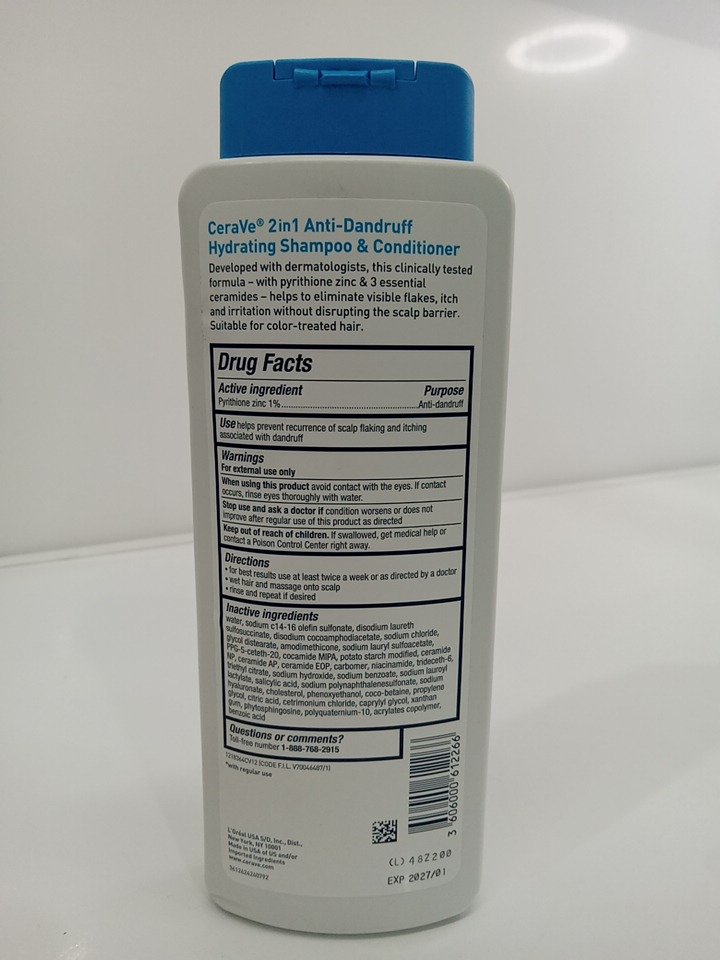 CeraVe® 2in1 Anti-Dandruff
Hydrating Shampoo & Conditioner
Developed with dermatologists, this clinically tested
formula – with pyrithione zinc & 3 essential
ceramides – helps to eliminate visible flakes, itch
and irritation without disrupting the scalp barrier.
Suitable for color-treated hair.
Drug Facts
Active ingredient Purpose
Pyrithione zinc 1%..................................................Anti-dandruff
Use helps prevent recurrence of scalp flaking and itching
associated with dandruff
Warnings
For external use only
When using this product avoid contact with the eyes. If contact
occurs, rinse eyes thoroughly with water.
Stop use and ask a doctor if condition worsens or does not
improve after regular use of this product as directed
Keep out of reach of children. If swallowed, get medical help or
contact a Poison Control Center right away.
Directions
• for best results use at least twice a week or as directed by a doctor
• wet hair and massage onto scalp
• rinse and repeat if desired
Inactive ingredients
water, sodium c14-16 olefin sulfonate, disodium laureth
sulfosuccinate, disodium cocoamphodiacetate, sodium chloride,
glycol distearate, amodimethicone, sodium lauryl sulfoacetate,
PPG-5-ceteth-20, cocamide MIPA, potato starch modified, ceramide
NP, ceramide AP, ceramide EOP, carbomer, niacinamide, trideceth-6,
triethyl citrate, sodium hydroxide, sodium benzoate, sodium lauroyl
lactylate, salicylic acid, sodium polynaphthalenesulfonate, sodium
hyaluronate, cholesterol, phenoxyethanol, coco-betaine, propylene
glycol, citric acid, cetrimonium chloride, caprylyl glycol, xanthan
gum, phytosphingosine, polyquaternium-10, acrylates copolymer,
benzoic acid
Questions or comments?
Toll-free number 1-888-768-2915
*with regular use
L'Oréal USA S/D, Inc., Dist.,
New York, NY 10001
Made in USA of US and/or
Imported Ingredients
www.cerave.com
3 606000 612266
(L) 48Z200
EXP 2027/01